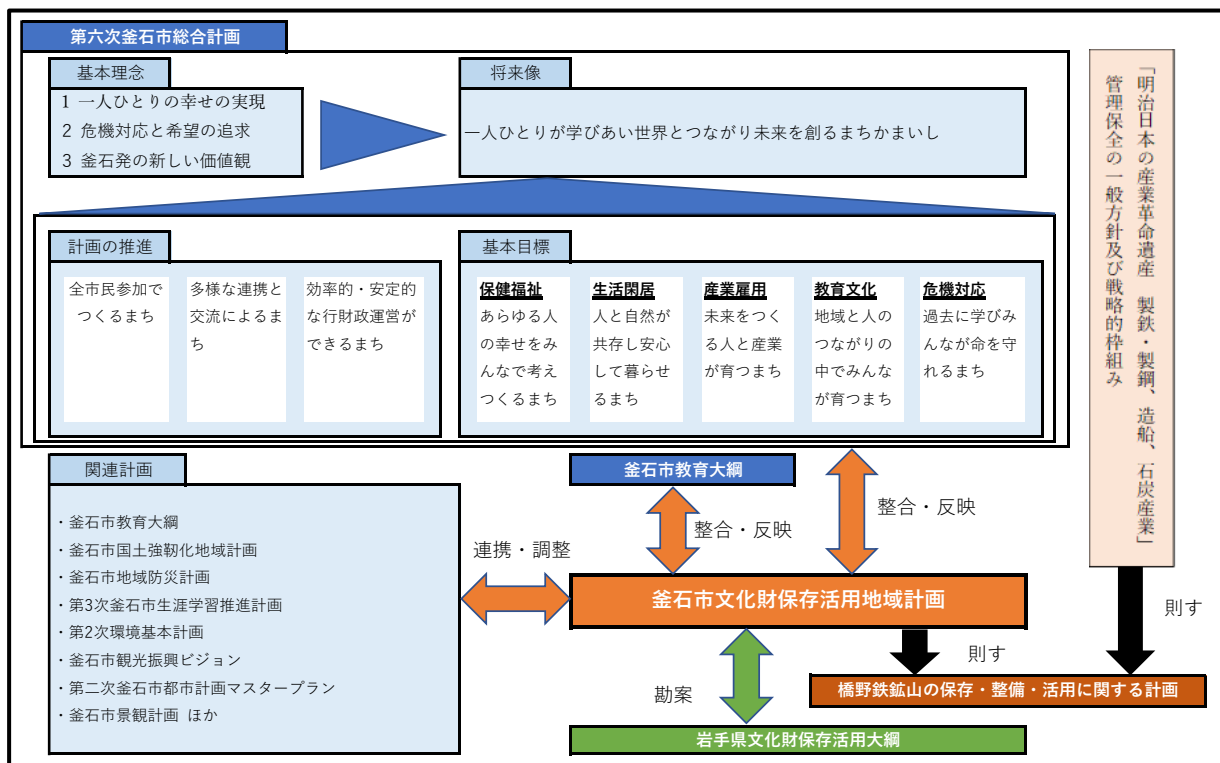 第六次釜石市総合計画
基本理念
1 一人ひとりの幸せの実現
2 危機対応と希望の追求
3 釜石発の新しい価値観
将来像
一人ひとりが学びあい世界とつながり未来を創るまちかまいし
計画の推進
全市民参加で
つくるまち
多様な連携と
交流によるま
ち
効率的・安定的
な行財政運営が
できるまち
基本目標
保健福祉
あらゆる人
の幸せをみ
んなで考え
つくるまち
生活閑居
人と自然が
共存し安心
して暮らせ
るまち
産業雇用
未来をつく
る人と産業
が育つまち
教育文化
地域と人の
つながりの
中でみんな
が育つまち
危機対応
過去に学びみ
んなが命を守
れるまち
「明治日本の産業革命遺産　製鉄・製鋼、造船、石炭産業」
管理保全の一般方針及び戦略的枠組み
関連計画
・釜石市教育大綱
・釜石市国土強靭化地域計画
・釜石市地域防災計画
・第3次釜石市生涯学習推進計画
・第2次環境基本計画
・釜石市観光振興ビジョン
・第二次釜石市都市計画マスタープラン
・釜石市景観計画 ほか
釜石市教育大綱
整合・反映
整合・反映
連携・調整
釜石市文化財保存活用地域計画
則す
則す
橋野鉄鉱山の保存・整備・活用に関する計画
勘案
岩手県文化財保存活用大綱